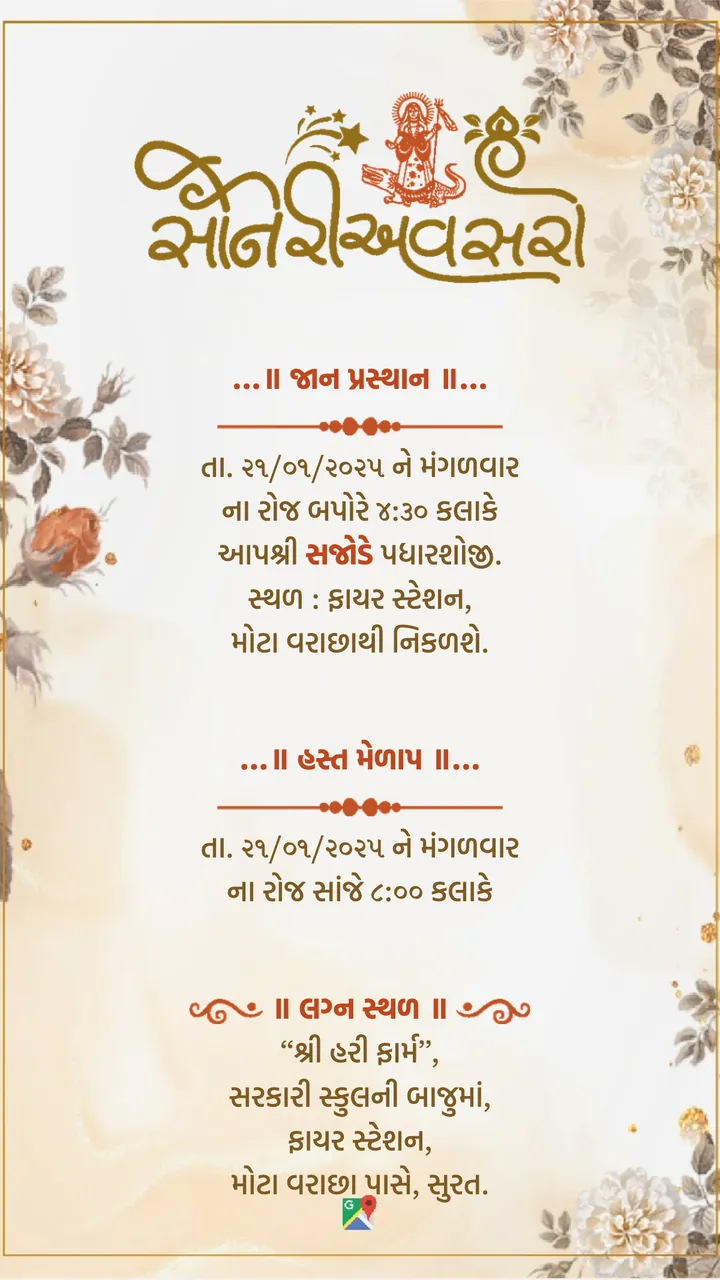 સોનેરી અવસરો
...॥ જાન પ્રસ્થાન ॥...
તા. ૨૧/૦૧/૨૦૨૫ ને મંગળવાર
ના રોજ બપોરે ૪:૩૦ કલાકે
આપશ્રી સજોડે પધારશોજી.
સ્થળ : ફાયર સ્ટેશન,
મોટા વરાછાથી નિકળશે.
...॥ હસ્ત મેળાપ ॥...
તા. ૨૧/૦૧/૨૦૨૫ ને મંગળવાર
ના રોજ સાંજે ૮:૦૦ કલાકે
॥ લગ્ન સ્થળ ॥
“શ્રી હરી ફાર્મ”,
સરકારી સ્કુલની બાજુમાં,
ફાયર સ્ટેશન,
મોટા વરાછા પાસે, સુરત.
G